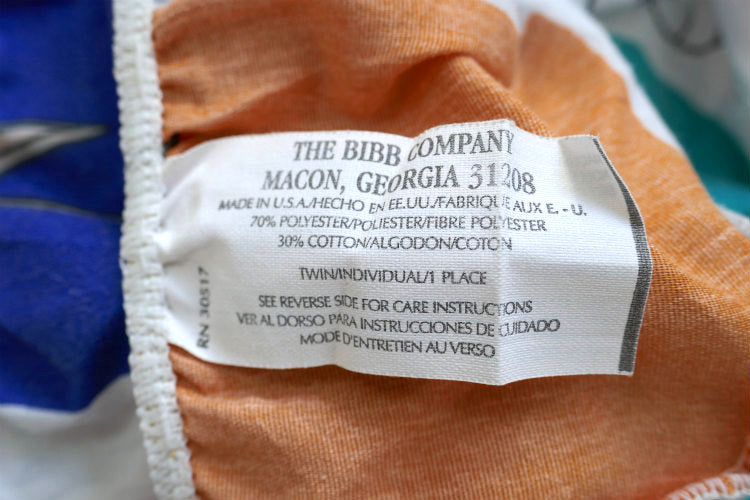 THE BIBB COMPANY
MACON, GEORGIA 31208
MADE IN U.S.A./HECHO EN EE.UU./FABRIQUE AUX E.-U.
70% POLYESTER/POLIESTER/FIBRE POLYESTER
30% COTTON/ALGODON/COTON
TWIN/INDIVIDUAL/1 PLACE
SEE REVERSE SIDE FOR CARE INSTRUCTIONS
VER AL DORSO PARA INSTRUCCIONES DE CUIDADO
MODE D'ENTRETIEN AU VERSO
RN 30517